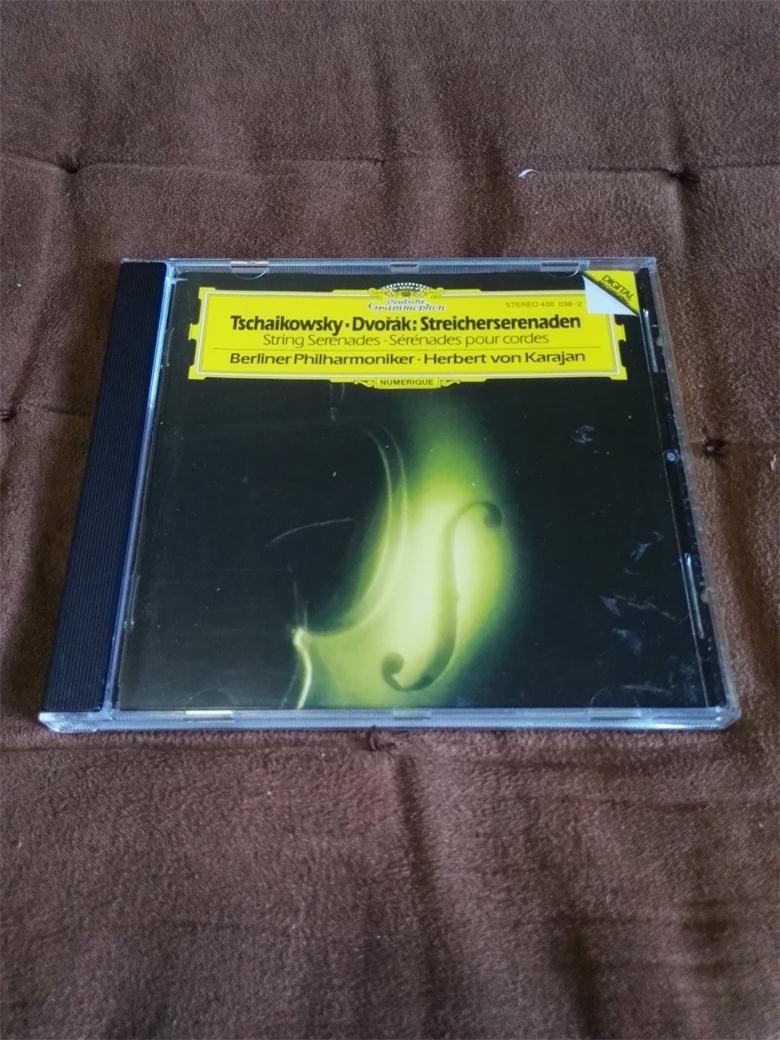 Deutsche
Grammophon
STEREO 400 038-2
DIGITAL
Tschaikowsky·Dvořák: Streicherserenaden
String Serenades · Sérénades pour cordes
Berliner Philharmoniker · Herbert von Karajan
NUMERIQUE